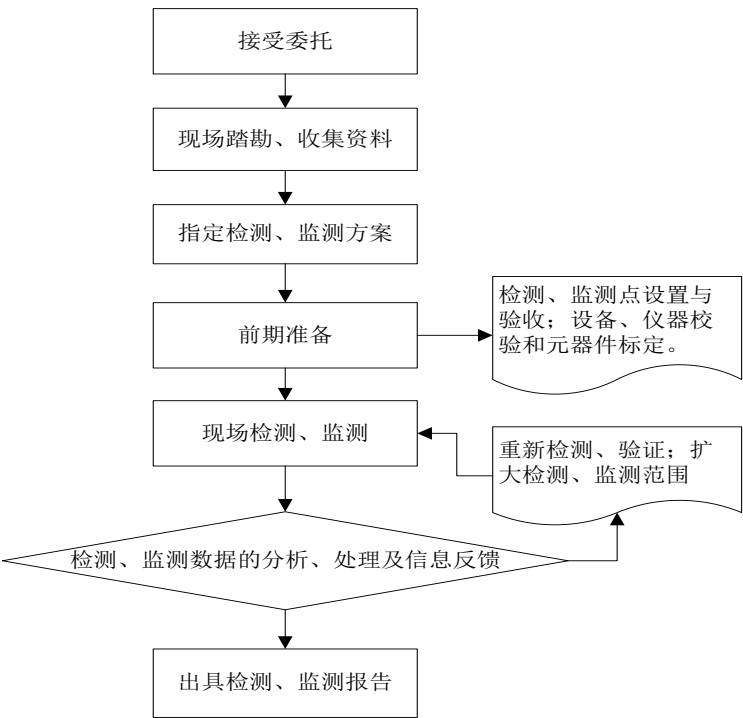 接受委托
现场踏勘、收集资料
指定检测、监测方案
前期准备
检测、监测点设置与
验收；设备、仪器校
验和元器件标定。
现场检测、监测
重新检测、验证；扩
大检测、监测范围
检测、监测数据的分析、处理及信息反馈
出具检测、监测报告